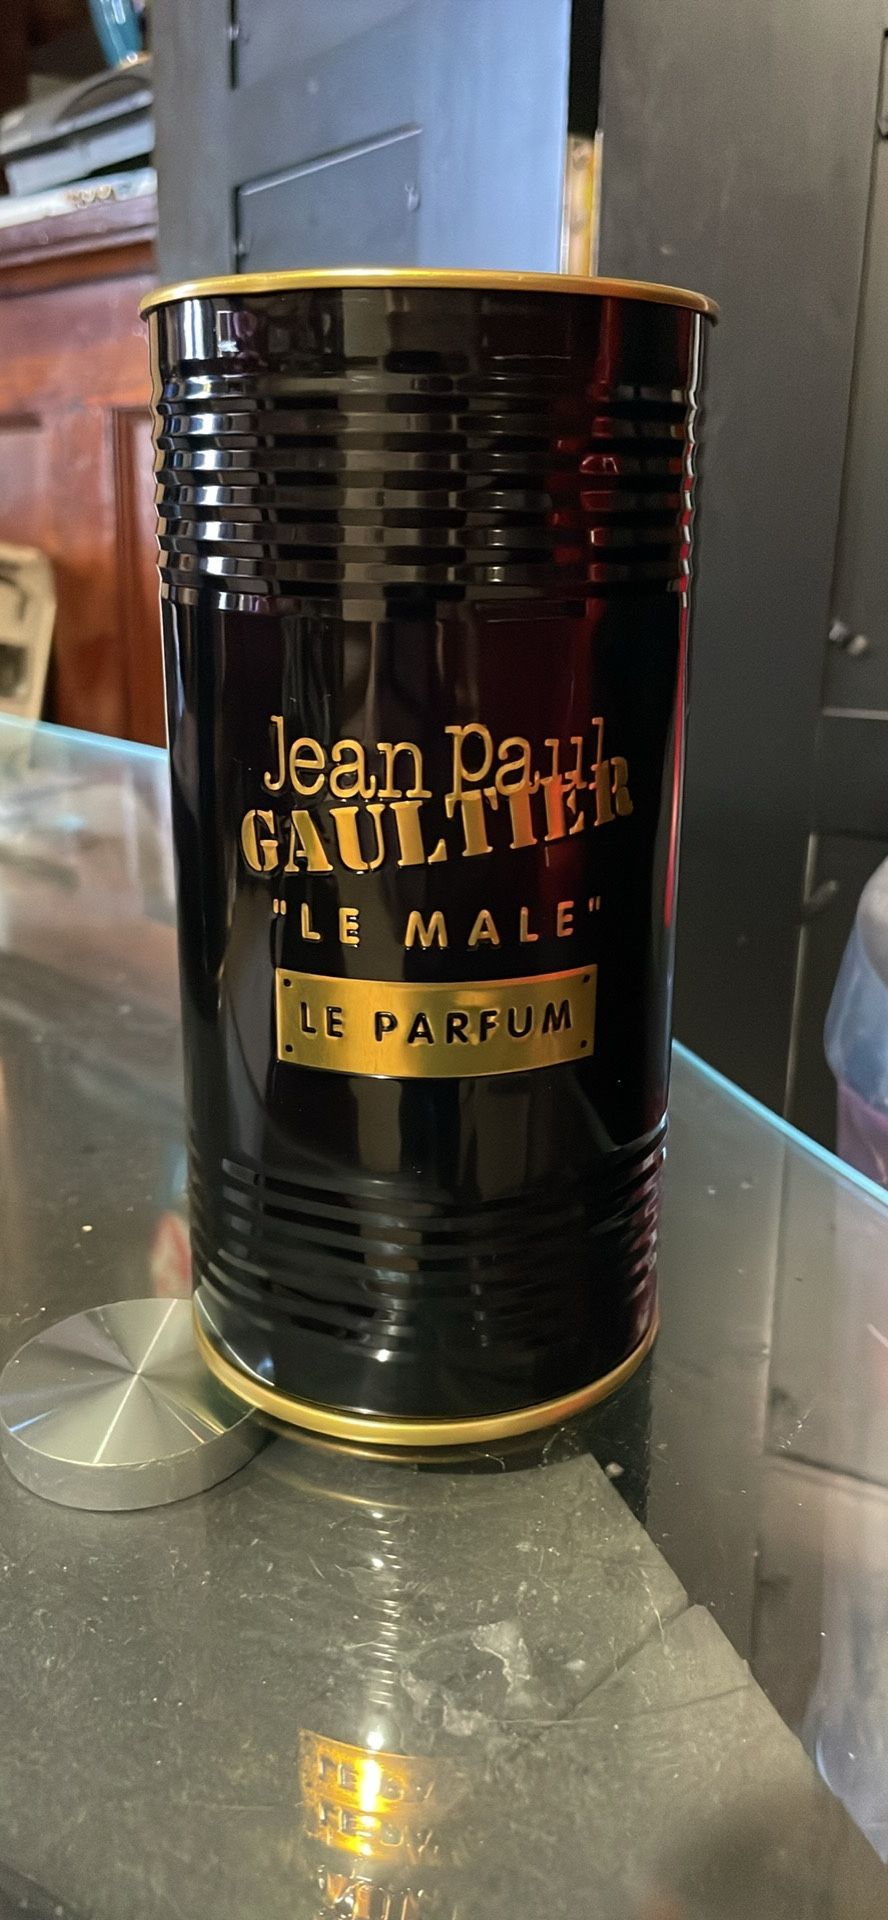 Jean Paul
GAULTIER
"LE MALE"
LE PARFUM